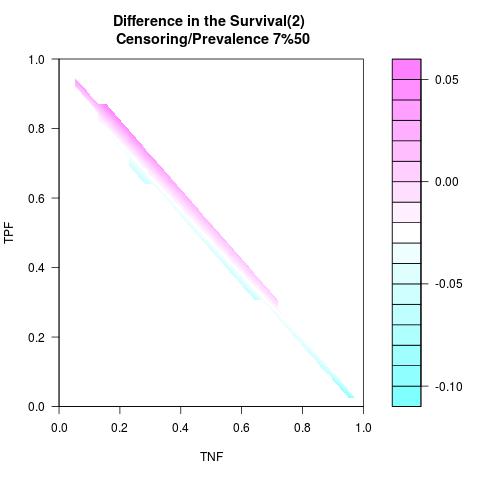 Difference in the Survival(2)
Censoring/Prevalence 7%50
1.0
0.8
0.6
0.4
0.2
0.0
TPF
0.0 0.2 0.4 0.6 0.8 1.0
TNF
0.05
0.00
-0.05
-0.10